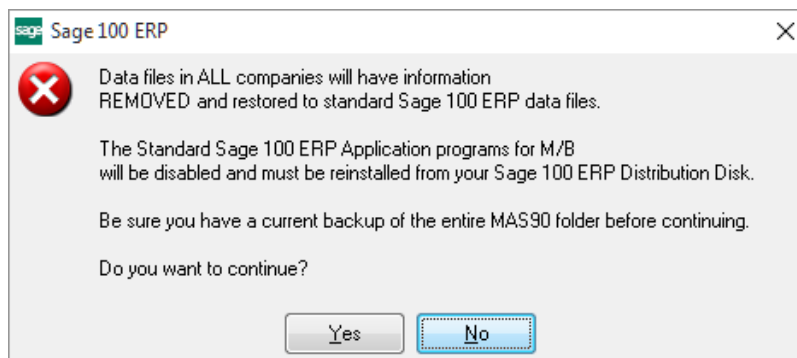 sage Sage 100 ERP
Data files in ALL companies will have information
REMOVED and restored to standard Sage 100 ERP data files.
The Standard Sage 100 ERP Application programs for M/B
will be disabled and must be reinstalled from your Sage 100 ERP Distribution Disk.
Be sure you have a current backup of the entire MAS90 folder before continuing.
Do you want to continue?
Yes No